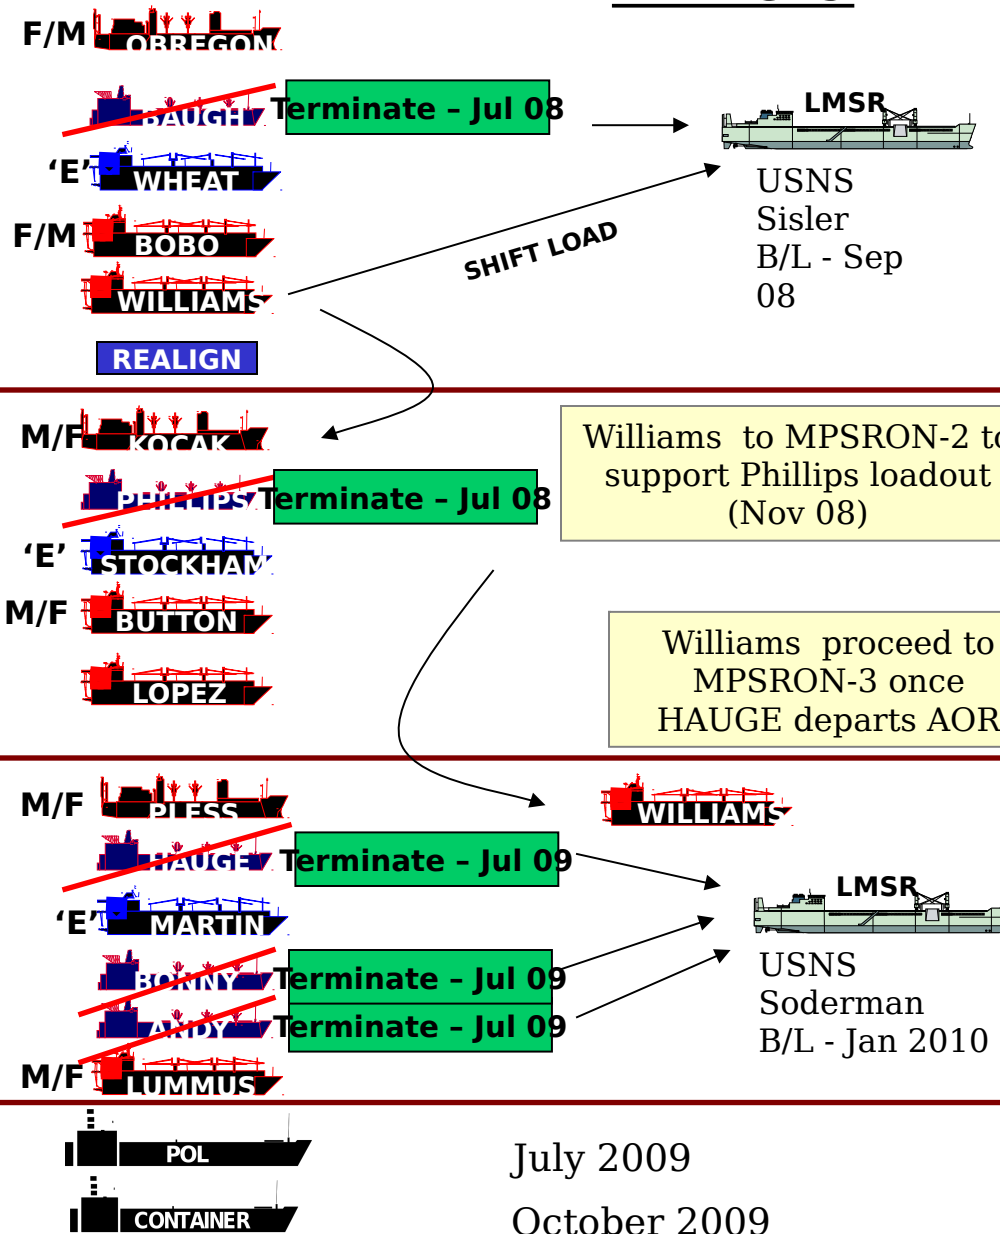 F/M
OBREGON
BAUGH
Terminate – Jul 08
LMSR
‘E’
WHEAT
USNS
Sisler
B/L - Sep
08
F/M
BOBO
SHIFT LOAD
WILLIAMS
REALIGN
M/F
KOCAK
Williams to MPSRON-2 to
support Phillips loadout
(Nov 08)
PHILLIPS
Terminate – Jul 08
‘E’
STOCKHAM
M/F
BUTTON
Williams proceed to
MPSRON-3 once
HAUGE departs AOR
LOPEZ
M/F
PLESS
WILLIAMS
HAUGE
Terminate – Jul 09
LMSR
‘E’
MARTIN
BONNY
Terminate – Jul 09
USNS
Soderman
B/L - Jan 2010
ANDY
Terminate – Jul 09
M/F
LUMMUS
POL
July 2009
CONTAINER
October 2009